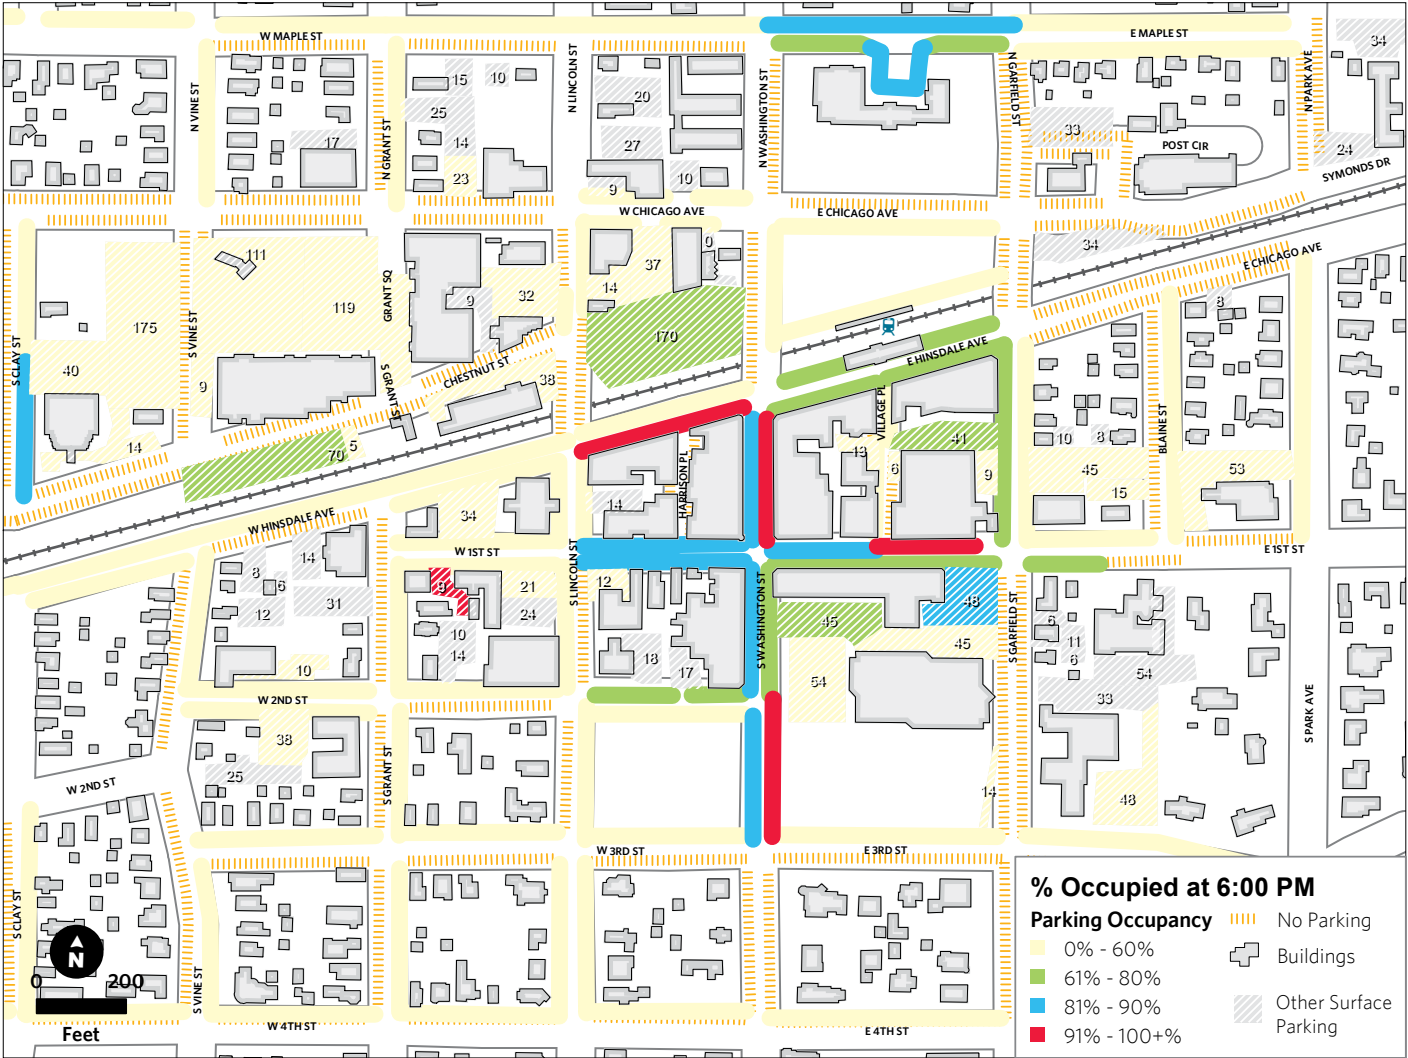 W MAPLE ST
E MAPLE ST
34
N VINE ST
N GRANT ST
N LINCOLN ST
N WASHINGTON ST
N GARFIELD ST
N PARK AVE
15
10
25
20
17
14
27
23
9
10
33
POST CIR
24
SYMONDS DR
W CHICAGO AVE
E CHICAGO AVE
34
E CHICAGO AVE
111
175
119
GRANT SQ
9
32
37
0
14
170
8
S CLAY ST
40
S VINE ST
9
S GRANT ST
CHESTNUT ST
38
E HINSDALE AVE
VILLAGE PL
BLAINE ST
14
70
5
HARRISON PL
14
13
6
41
9
10
8
45
15
53
W HINSDALE AVE
34
W 1ST ST
S LINCOLN ST
E 1ST ST
14
8
6
12
31
9
21
24
10
14
12
18
17
S WASHINGTON ST
45
48
45
54
S GARFIELD ST
6
11
6
54
33
10
W 2ND ST
38
25
S GRANT ST
W 2ND ST
14
48
S PARK AVE
W 3RD ST
E 3RD ST
S CLAY ST
S VINE ST
W 4TH ST
E 4TH ST
N
0 200
Feet
% Occupied at 6:00 PM
Parking Occupancy
0% - 60%
61% - 80%
81% - 90%
91% - 100+%
No Parking
Buildings
Other Surface
Parking